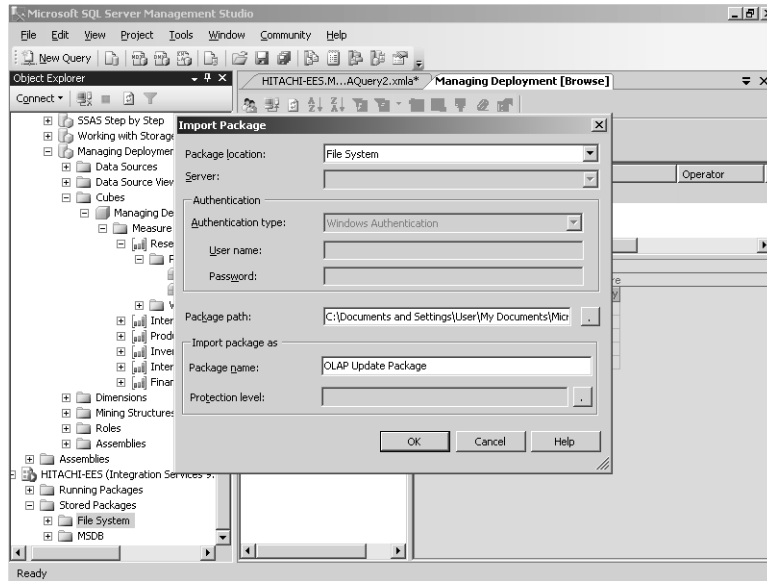 Microsoft SQL Server Management Studio
File Edit View Project Tools Window Community Help
New Query
Object Explorer
HITACHI-EES.M...AQuery2.xmla* Managing Deployment [Browse]
Connect
SSAS Step by Step
Working with Storage
Managing Deploymer
Data Sources
Data Source View
Cubes
Managing De
Measure
Rese
F
Inter
Prod
Inve
Inter
Finar
Dimensions
Mining Structures
Roles
Assemblies
Assemblies
HITACHI-EES (Integration Services 9.
Running Packages
Stored Packages
File System
MSDB
Import Package
Package location: File System
Server:
Authentication
Authentication type: Windows Authentication
User name:
Password:
Package path: C:\Documents and Settings\User\My Documents\Micr .
Import package as
Package name: OLAP Update Package
Protection level: .
OK Cancel Help
Operator
Ready